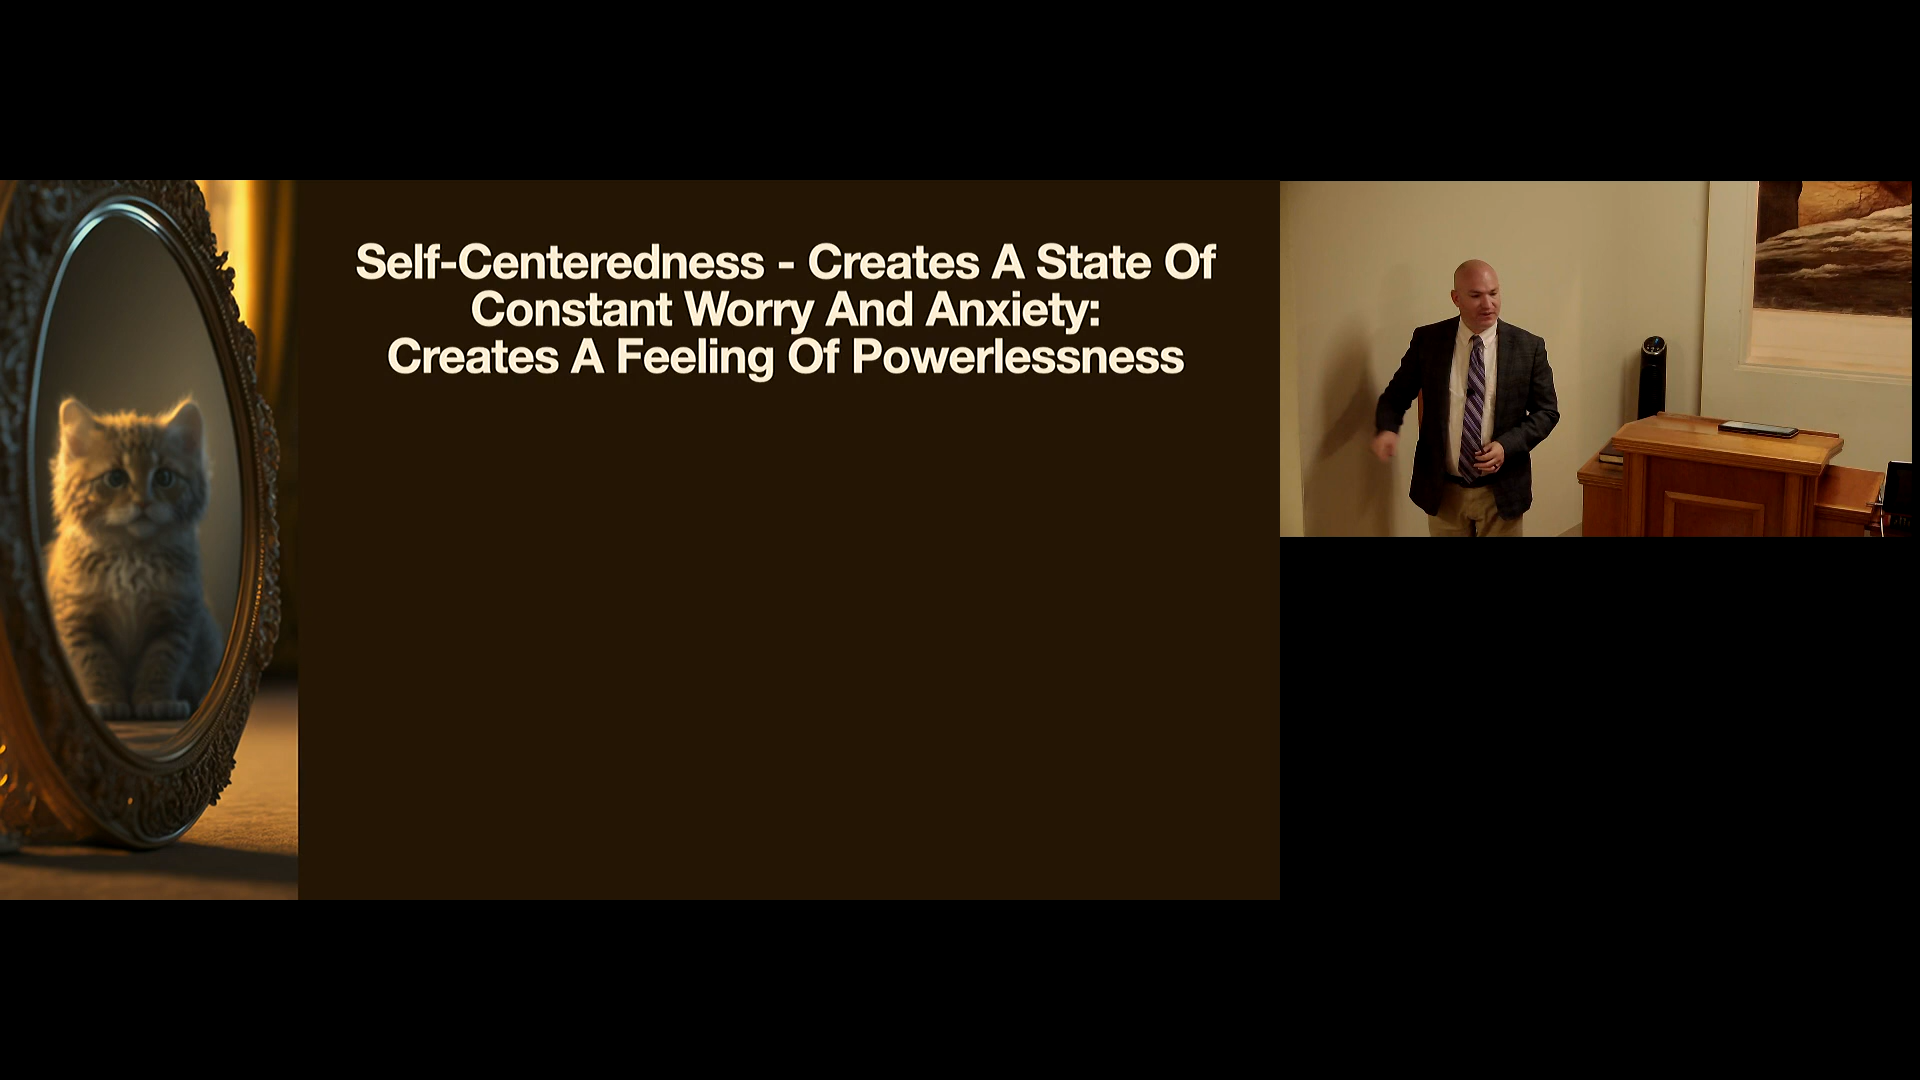 Self-Centeredness - Creates A State Of
Constant Worry And Anxiety:
Creates A Feeling Of Powerlessness